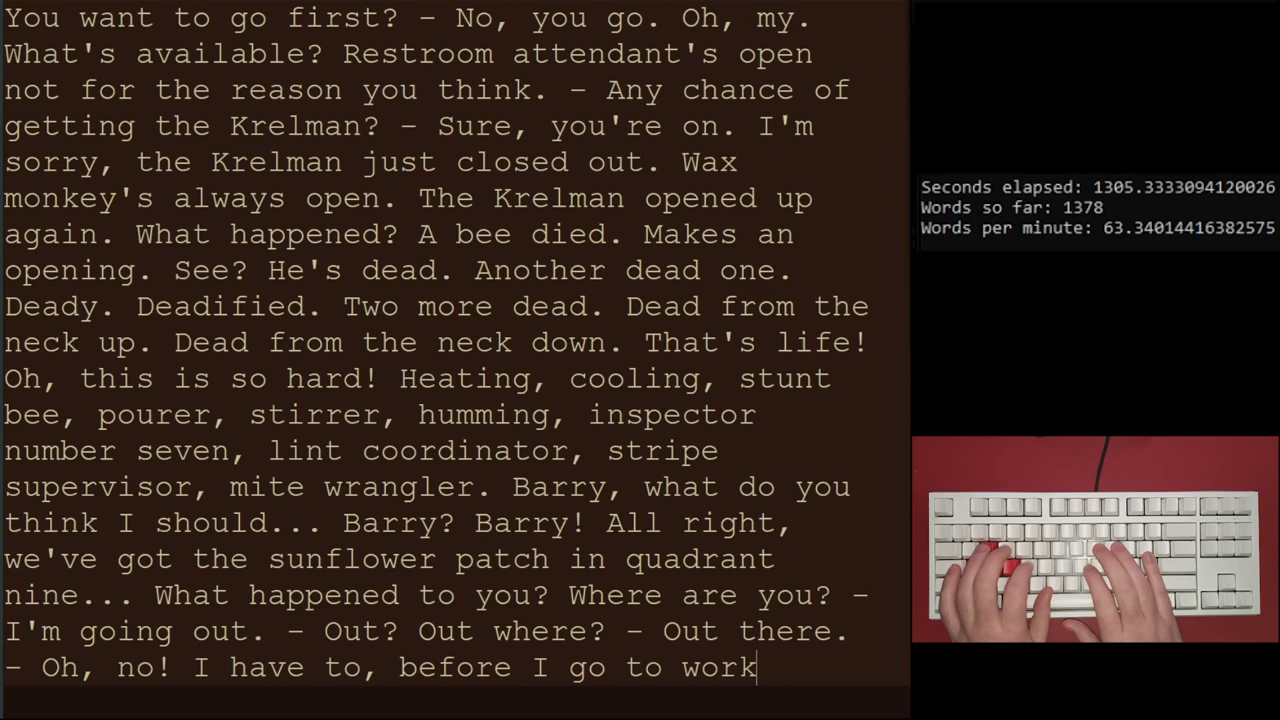 You want to go first? - No, you go. Oh, my.
What's available? Restroom attendant's open
not for the reason you think. - Any chance of
getting the Krelman? - Sure, you're on. I'm
sorry, the Krelman just closed out. Wax
monkey's always open. The Krelman opened up
again. What happened? A bee died. Makes an
opening. See? He's dead. Another dead one.
Deady. Deadified. Two more dead. Dead from the
neck up. Dead from the neck down. That's life!
Oh, this is so hard! Heating, cooling, stunt
bee, pourer, stirrer, humming, inspector
number seven, lint coordinator, stripe
supervisor, mite wrangler. Barry, what do you
think I should... Barry? Barry! All right,
we've got the sunflower patch in quadrant
nine... What happened to you? Where are you? -
I'm going out. - Out? Out where? - Out there.
- Oh, no! I have to, before I go to work
Seconds elapsed: 1305.3333094120026
Words so far: 1378
Words per minute: 63.34014416382575